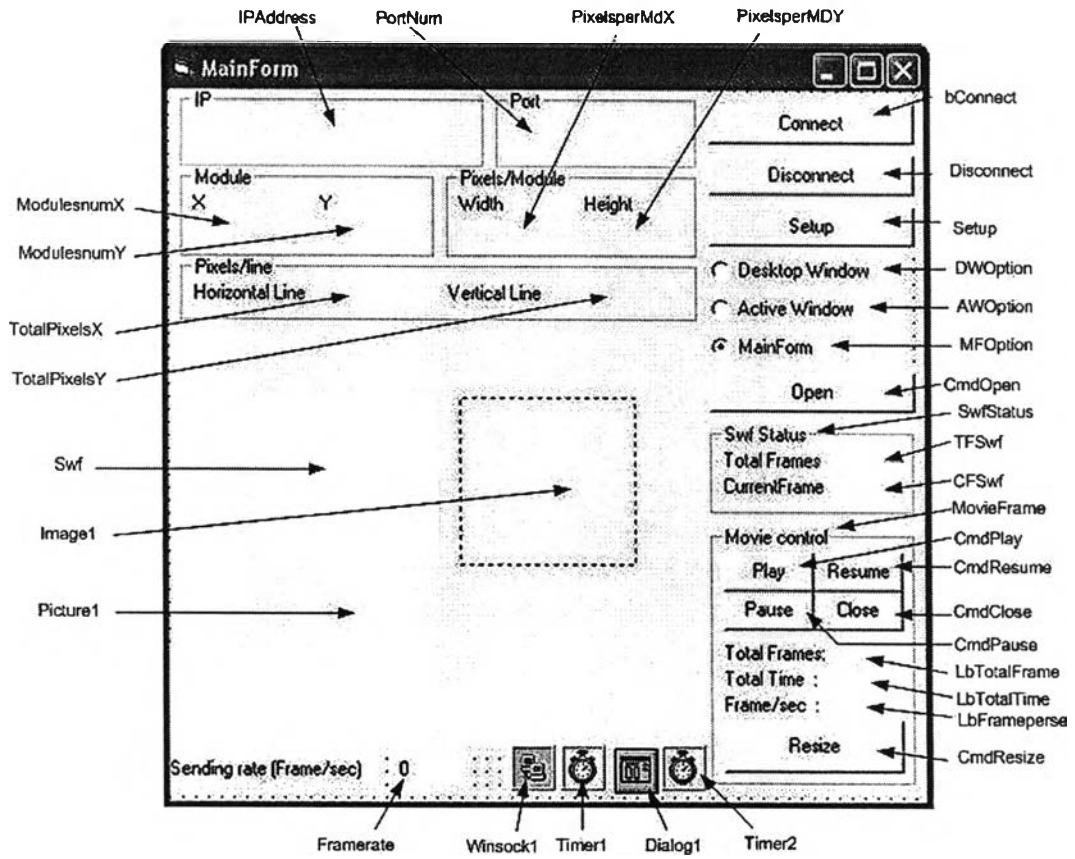 IPAddress PortNum PixelsperMdX PixelsperMDY
MainForm
IP Port
bConnect
Connect
Disconnect Disconnect
Module Pixels/Module
ModulesnumX X Y Width Height
Setup Setup
ModulesnumY
Pixels/line
Desktop Window DWOption
Horizontal Line Vertical Line
Active Window AWOption
TotalPixelsX
MainForm MFOption
TotalPixelsY
CmdOpen
Open
SwfStatus
Swf Status
TFSwf
Swf Total Frames
CurrentFrame CFSwf
MovieFrame
Image1 Movie control CmdPlay
Play Resume CmdResume
Picture1 Pause Close CmdClose
CmdPause
Total Frames:
LbTotalFrame
Total Time :
LbTotalTime
Frame/sec :
LbFrameperse
Resize CmdResize
Sending rate (Frame/sec) 0
Framerate Winsock1 Timer1 Dialog1 Timer2